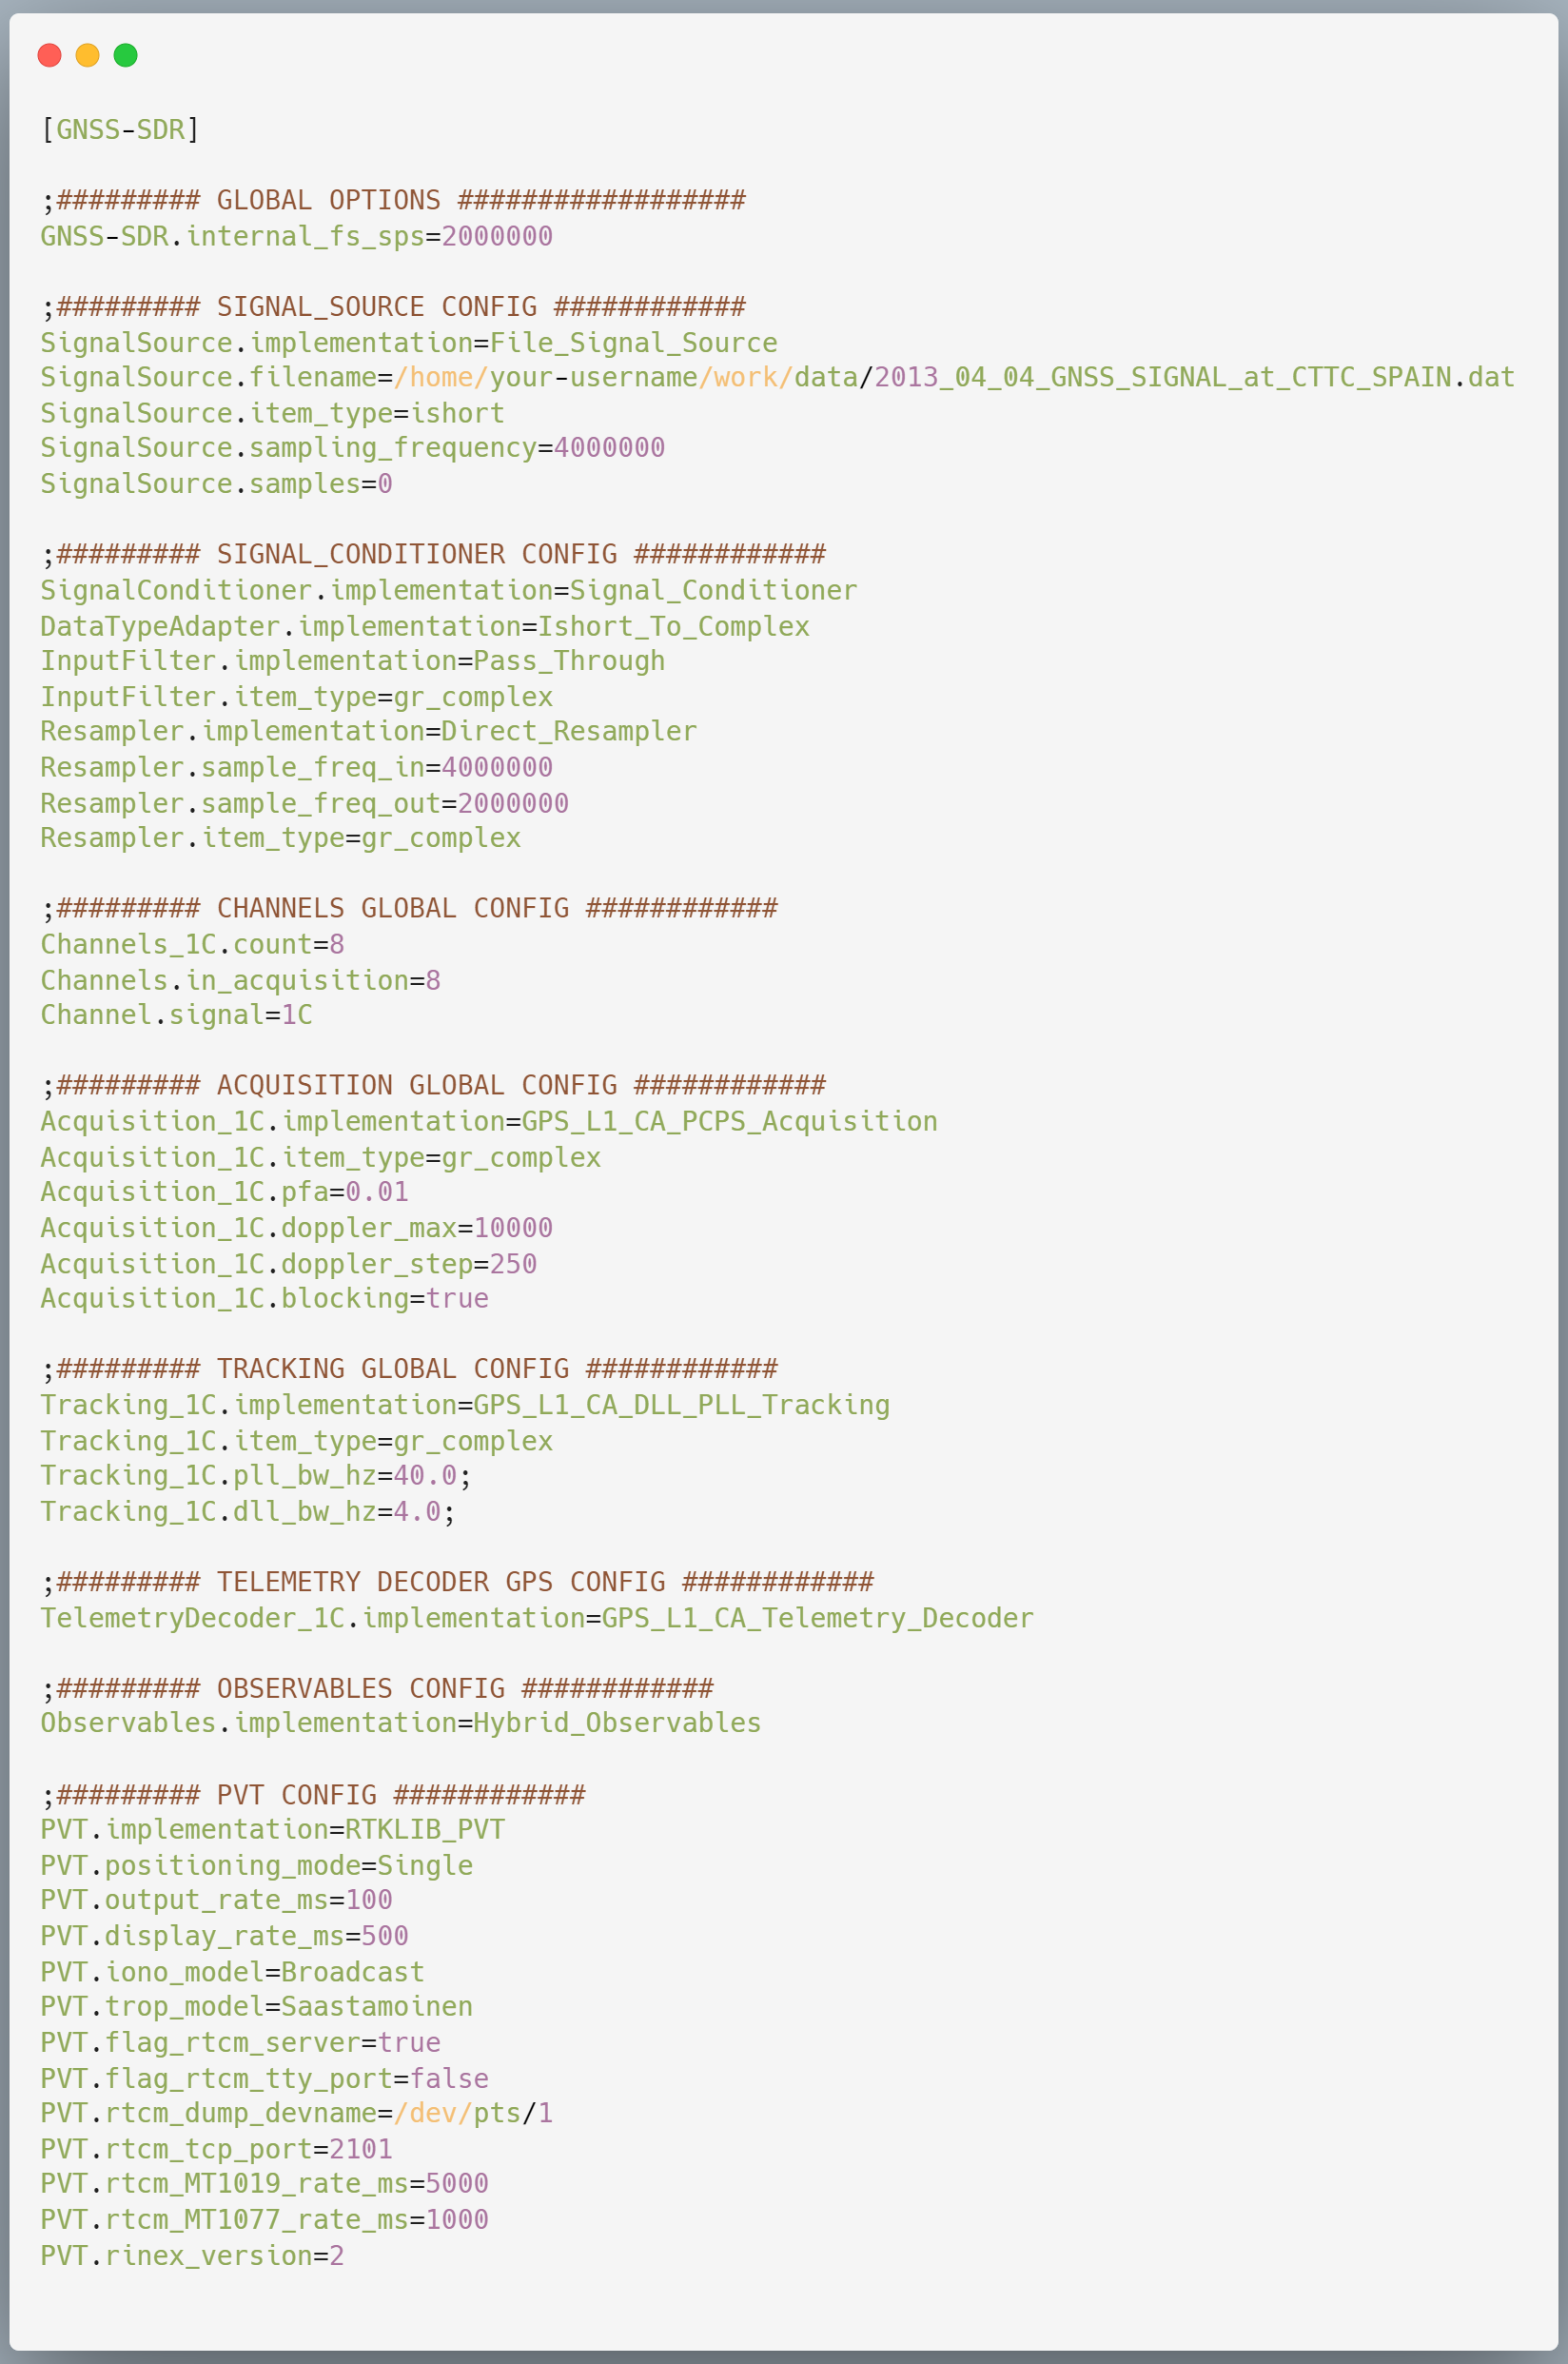 [GNSS-SDR]

;######### GLOBAL OPTIONS ##################
GNSS-SDR.internal_fs_sps=2000000

;######### SIGNAL_SOURCE CONFIG ############
SignalSource.implementation=File_Signal_Source
SignalSource.filename=/home/your-username/work/data/2013_04_04_GNSS_SIGNAL_at_CTTC_SPAIN.dat
SignalSource.item_type=ishort
SignalSource.sampling_frequency=4000000
SignalSource.samples=0

;######### SIGNAL_CONDITIONER CONFIG ############
SignalConditioner.implementation=Signal_Conditioner
DataTypeAdapter.implementation=Ishort_To_Complex
InputFilter.implementation=Pass_Through
InputFilter.item_type=gr_complex
Resampler.implementation=Direct_Resampler
Resampler.sample_freq_in=4000000
Resampler.sample_freq_out=2000000
Resampler.item_type=gr_complex

;######### CHANNELS GLOBAL CONFIG ############
Channels_1C.count=8
Channels.in_acquisition=8
Channel.signal=1C

;######### ACQUISITION GLOBAL CONFIG ############
Acquisition_1C.implementation=GPS_L1_CA_PCPS_Acquisition
Acquisition_1C.item_type=gr_complex
Acquisition_1C.pfa=0.01
Acquisition_1C.doppler_max=10000
Acquisition_1C.doppler_step=250
Acquisition_1C.blocking=true

;######### TRACKING GLOBAL CONFIG ############
Tracking_1C.implementation=GPS_L1_CA_DLL_PLL_Tracking
Tracking_1C.item_type=gr_complex
Tracking_1C.pll_bw_hz=40.0;
Tracking_1C.dll_bw_hz=4.0;

;######### TELEMETRY DECODER GPS CONFIG ############
TelemetryDecoder_1C.implementation=GPS_L1_CA_Telemetry_Decoder

;######### OBSERVABLES CONFIG ############
Observables.implementation=Hybrid_Observables

;######### PVT CONFIG ############
PVT.implementation=RTKLIB_PVT
PVT.positioning_mode=Single
PVT.output_rate_ms=100
PVT.display_rate_ms=500
PVT.iono_model=Broadcast
PVT.trop_model=Saastamoinen
PVT.flag_rtcm_server=true
PVT.flag_rtcm_tty_port=false
PVT.rtcm_dump_devname=/dev/pts/1
PVT.rtcm_tcp_port=2101
PVT.rtcm_MT1019_rate_ms=5000
PVT.rtcm_MT1077_rate_ms=1000
PVT.rinex_version=2